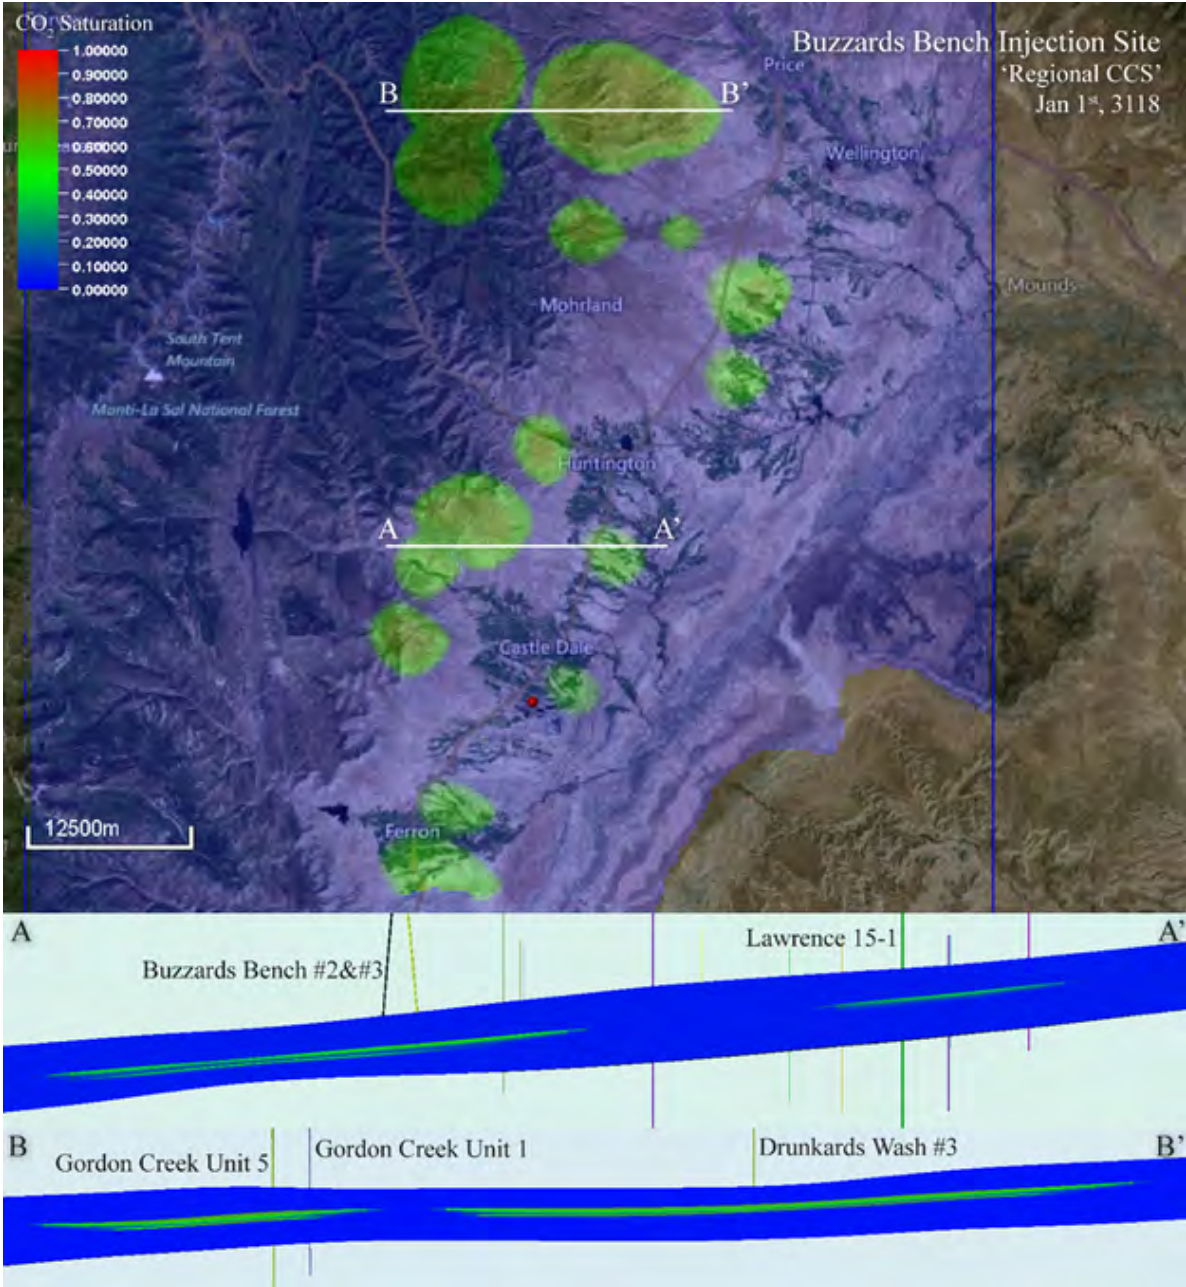 CO₂ Saturation
1.00000
0.90000
0.80000
0.70000
0.60000
0.50000
0.40000
0.30000
0.20000
0.10000
0.00000
Buzzards Bench Injection Site
‘Regional CCS’
Jan 1st, 3118
Price
B
B’
Wellington
Mounds
Mohrland
South Tent
Mountain
Manti-La Sal National Forest
Huntington
A
A’
Castle Dale
12500m
Ferron
A
A’
Lawrence 15-1
Buzzards Bench #2&#3
B
B’
Gordon Creek Unit 5
Gordon Creek Unit 1
Drunkards Wash #3